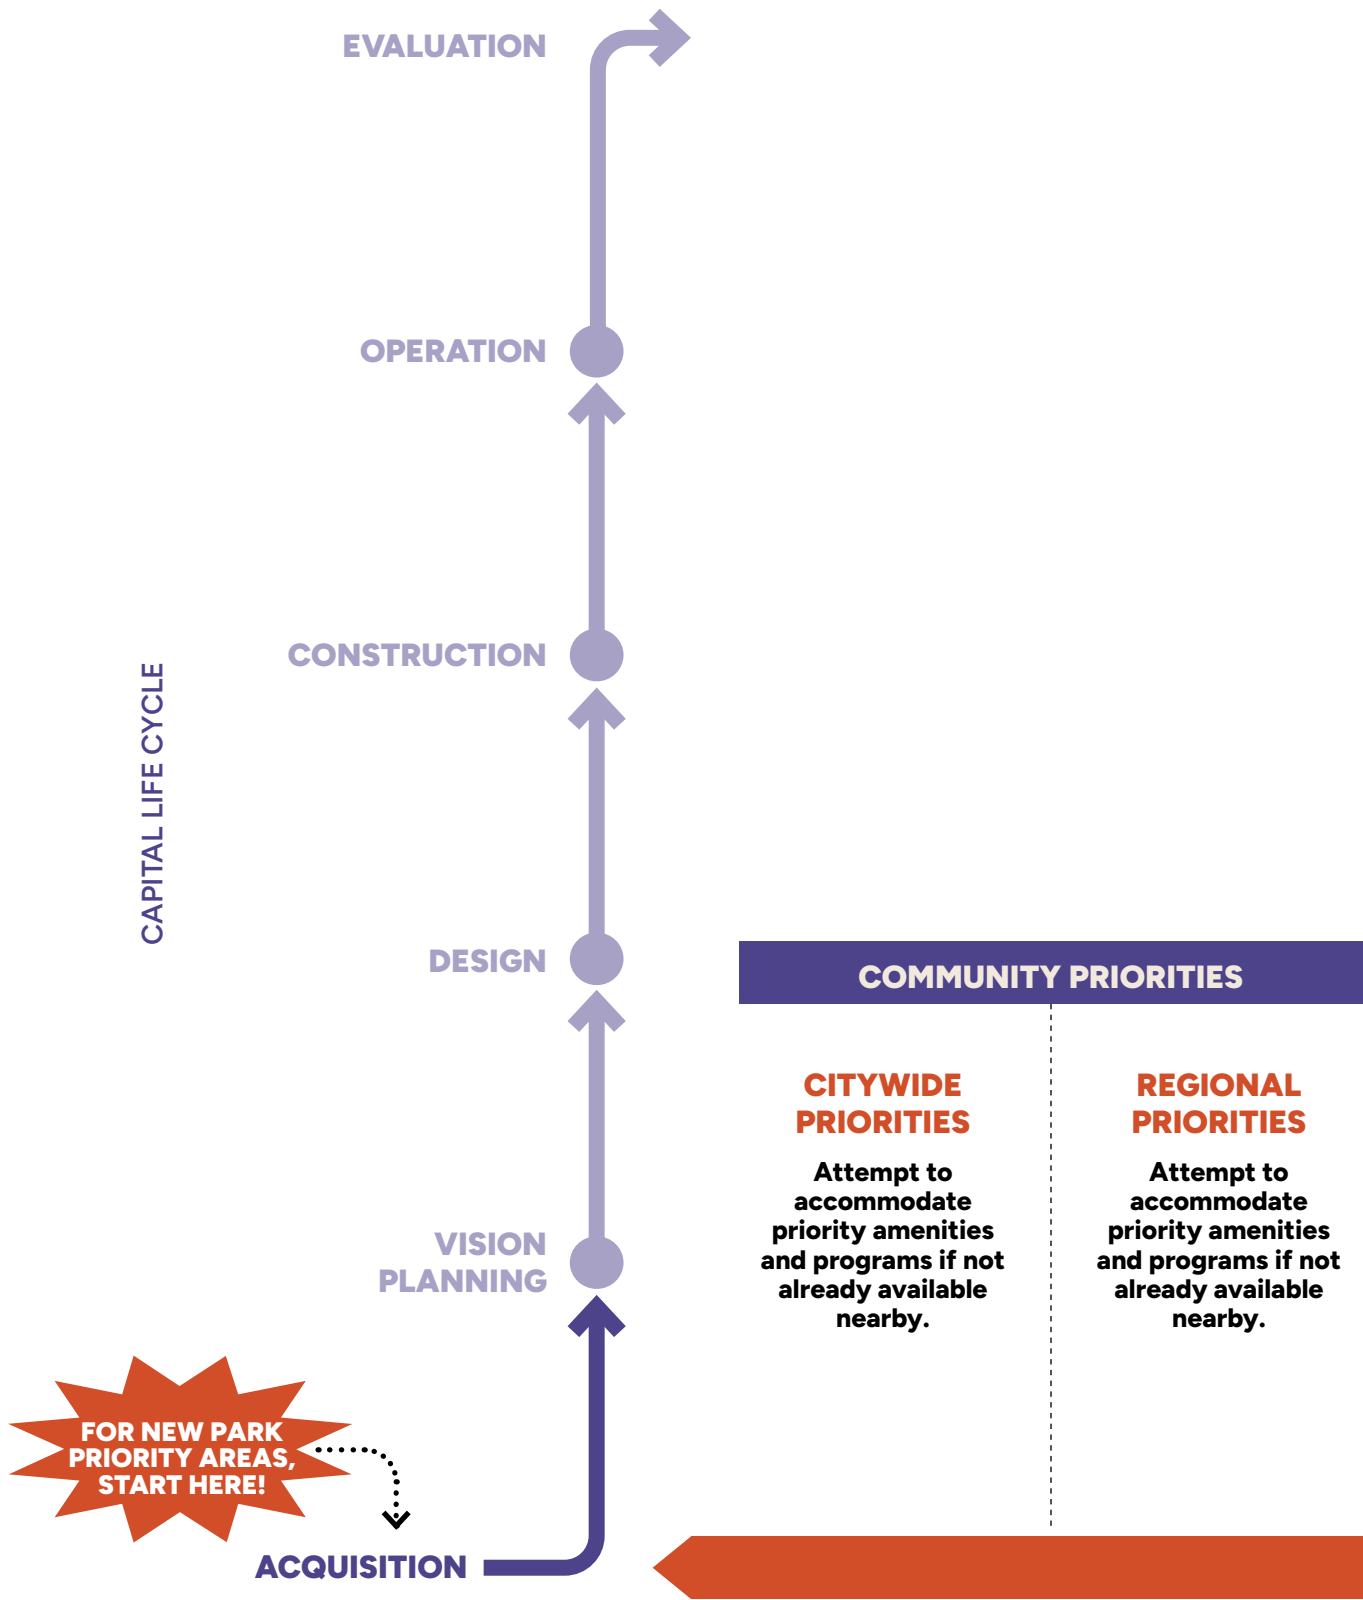 EVALUATION
OPERATION
CONSTRUCTION
CAPITAL LIFE CYCLE
DESIGN
VISION
PLANNING
FOR NEW PARK
PRIORITY AREAS,
START HERE!
ACQUISITION
COMMUNITY PRIORITIES
CITYWIDE
PRIORITIES
Attempt to
accommodate
priority amenities
and programs if not
already available
nearby.
REGIONAL
PRIORITIES
Attempt to
accommodate
priority amenities
and programs if not
already available
nearby.